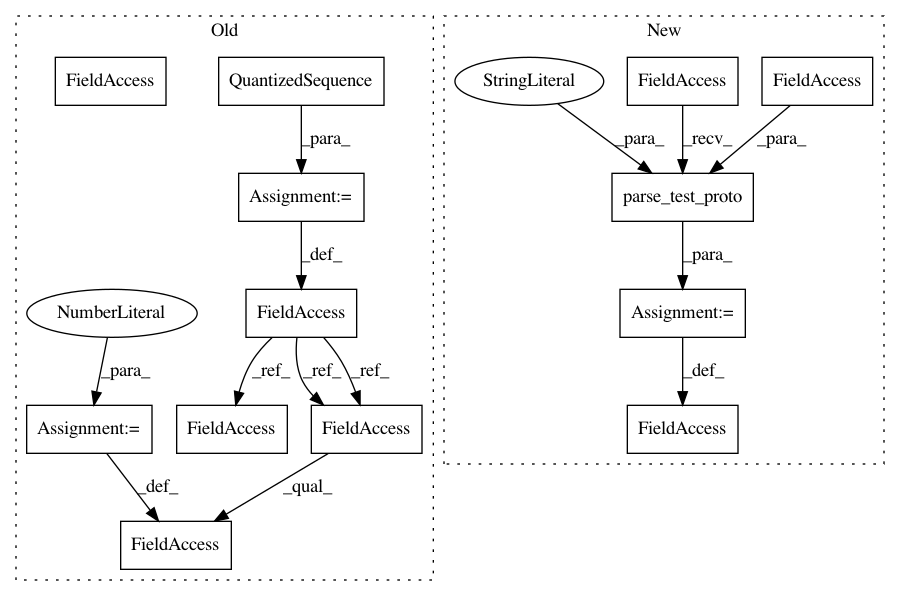 Old
New
FieldAccess
QuantizedSequence
StringLiteral
FieldAccess
FieldAccess
_para_
_para_
_recv_
_para_
Assignment:=
parse_test_proto
_def_
_para_
NumberLiteral
FieldAccess
Assignment:=
_para_
_ref_
_ref_
_ref_
_def_
Assignment:=
FieldAccess
FieldAccess
FieldAccess
_def_
_qual_
FieldAccess